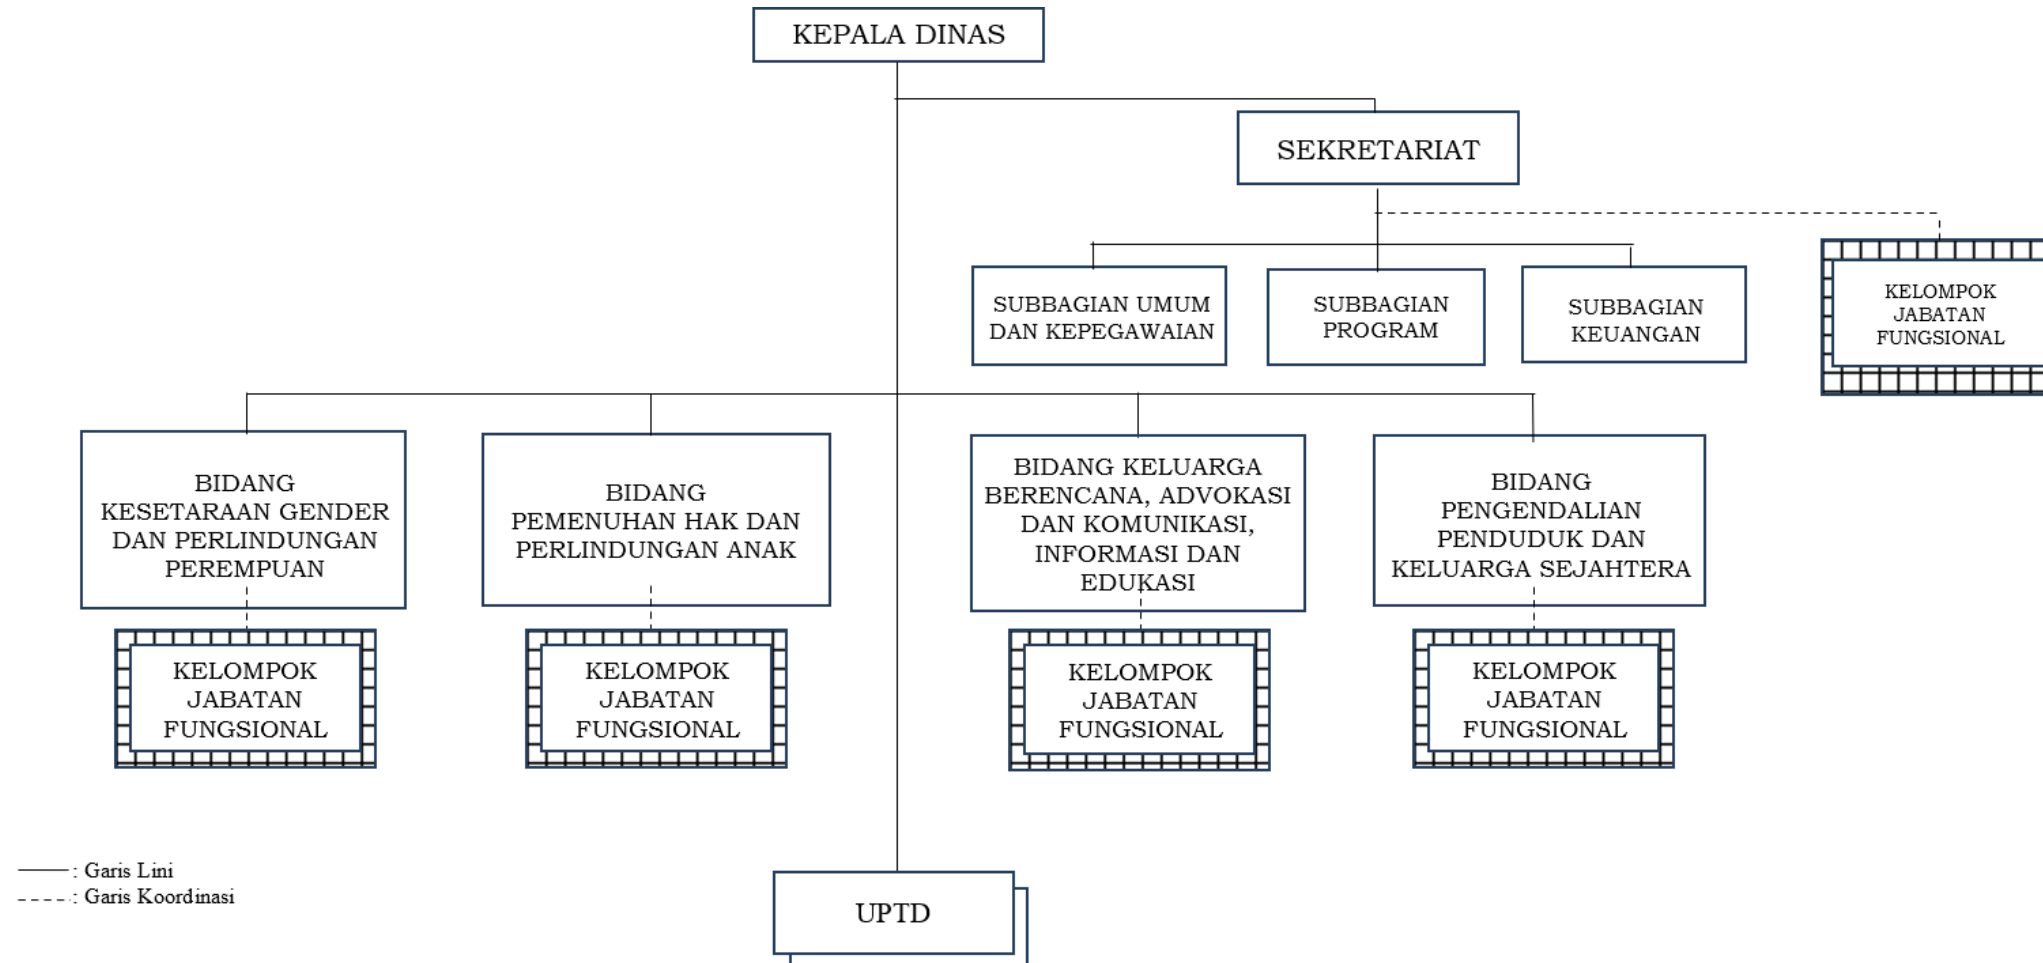 KEPALA DINAS
SEKRETARIAT
SUBBAGIAN UMUM
DAN KEPEGAWAIAN
SUBBAGIAN
PROGRAM
SUBBAGIAN
KEUANGAN
KELOMPOK
JABATAN
FUNGSIONAL
BIDANG
KESETARAAN GENDER
DAN PERLINDUNGAN
PEREMPUAN
BIDANG
PEMENUHAN HAK DAN
PERLINDUNGAN ANAK
BIDANG KELUARGA
BERENCANA, ADVOKASI
DAN KOMUNIKASI,
INFORMASI DAN
EDUKASI
BIDANG
PENGENDALIAN
PENDUDUK DAN
KELUARGA SEJAHTERA
KELOMPOK
JABATAN
FUNGSIONAL
KELOMPOK
JABATAN
FUNGSIONAL
KELOMPOK
JABATAN
FUNGSIONAL
KELOMPOK
JABATAN
FUNGSIONAL
: Garis Lini
: Garis Koordinasi
UPTD